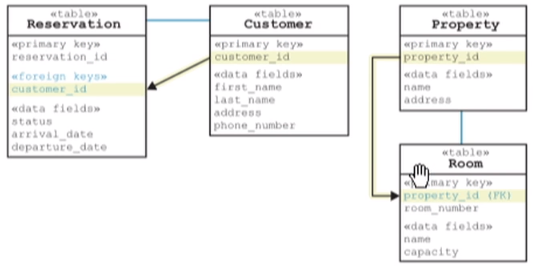 «table»
Reservation
«primary key»
reservation_id
«foreign keys»
customer_id
«data fields»
status
arrival_date
departure_date
«table»
Customer
«primary key»
customer_id
«data fields»
first_name
last_name
address
phone_number
«table»
Property
«primary key»
property_id
«data fields»
name
address
«table»
Room
key»
property_id (FK)
room_number
«data fields»
name
capacity